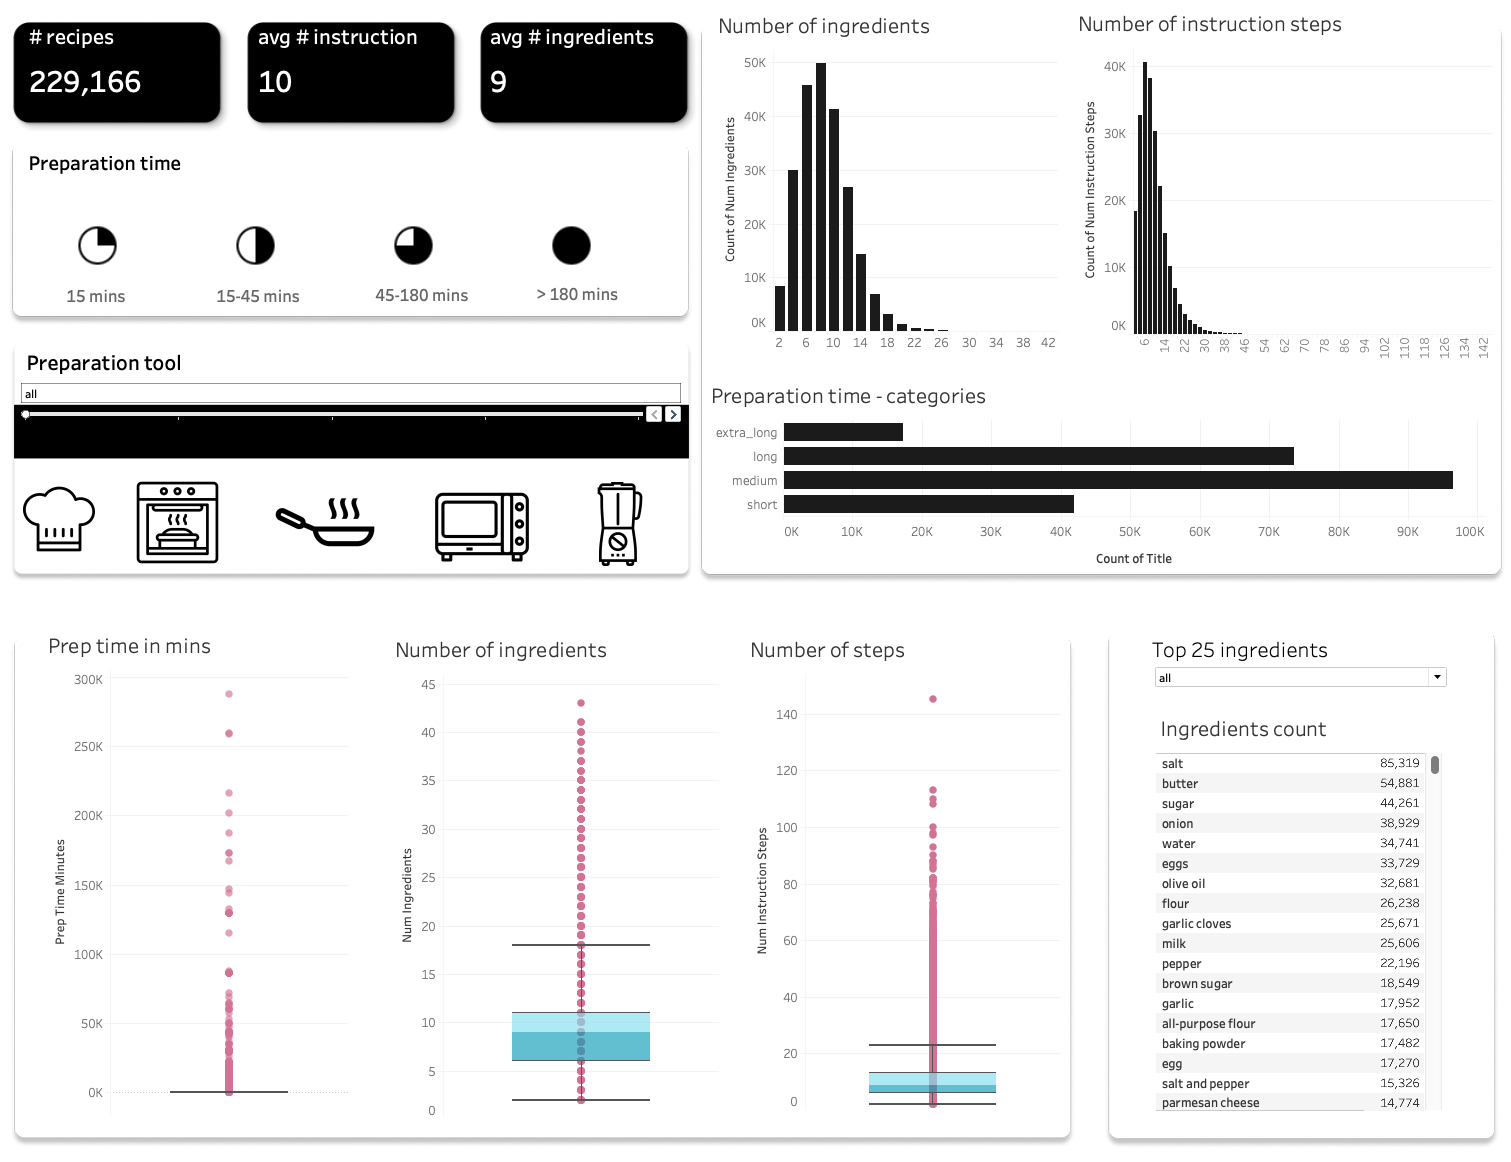 # recipes
229,166
avg # instruction
10
avg # ingredients
9
Preparation time
15 mins
15-45 mins
45-180 mins
> 180 mins
Preparation tool
all
Number of ingredients
Count of Num Ingredients
50K
40K
30K
20K
10K
0K
2 6 10 14 18 22 26 30 34 38 42
Number of instruction steps
Count of Num Instruction Steps
40K
30K
20K
10K
0K
6 14 22 30 38 46 54 62 70 78 86 94 102 110 118 126 134 142
Preparation time - categories
extra_long
long
medium
short
0K 10K 20K 30K 40K 50K 60K 70K 80K 90K 100K
Count of Title
Prep time in mins
Prep Time Minutes
300K
250K
200K
150K
100K
50K
0K
Number of ingredients
Num Ingredients
45
40
35
30
25
20
15
10
5
0
Number of steps
Num Instruction Steps
140
120
100
80
60
40
20
0
Top 25 ingredients
all
Ingredients count
salt 85,319
butter 54,881
sugar 44,261
onion 38,929
water 34,741
eggs 33,729
olive oil 32,681
flour 26,238
garlic cloves 25,671
milk 25,606
pepper 22,196
brown sugar 18,549
garlic 17,952
all-purpose flour 17,650
baking powder 17,482
egg 17,270
salt and pepper 15,326
parmesan cheese 14,774